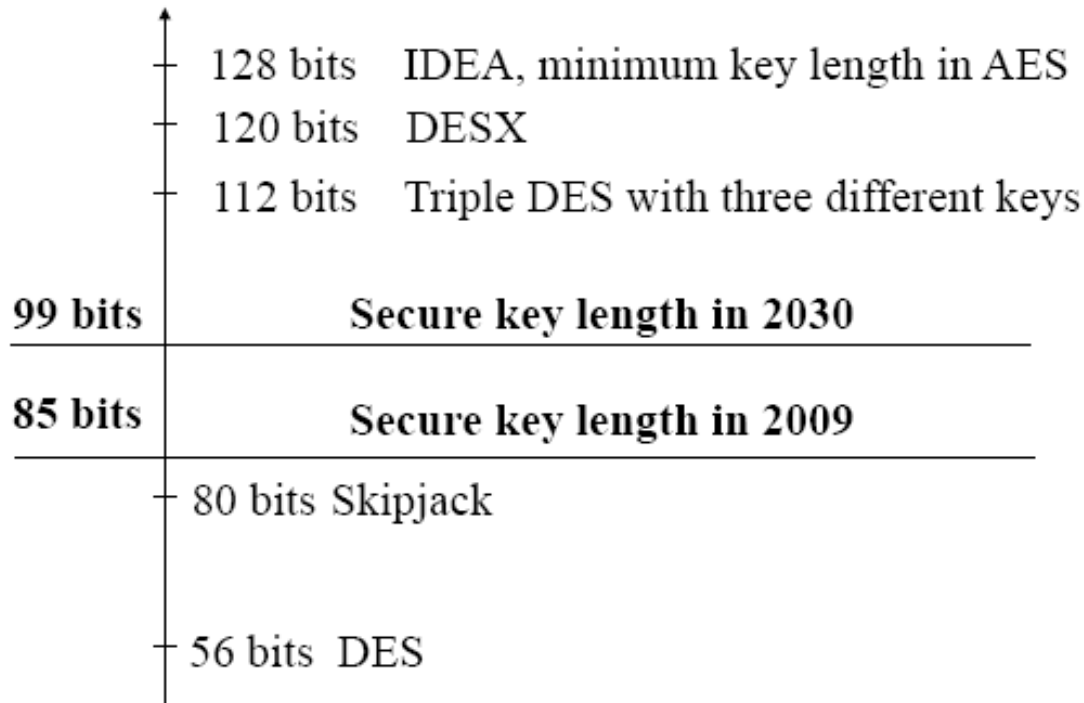 128 bits IDEA, minimum key length in AES
120 bits DESX
112 bits Triple DES with three different keys
99 bits Secure key length in 2030
85 bits Secure key length in 2009
80 bits Skipjack
56 bits DES